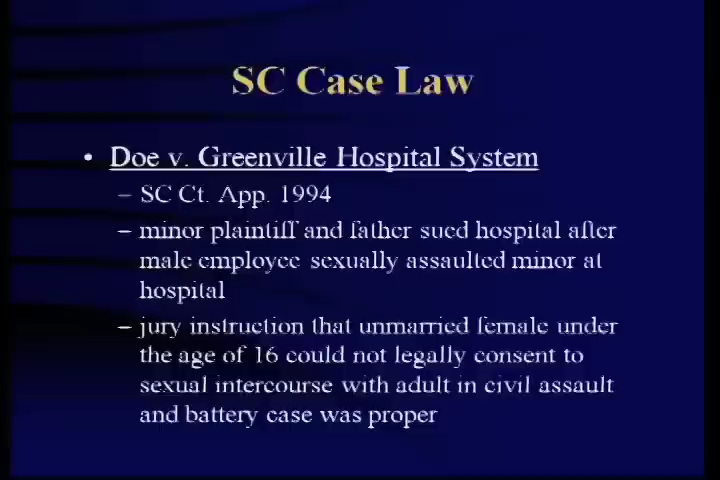 SC Case Law
• Doe v. Greenville Hospital System
– SC Ct. App. 1994
– minor plaintiff and father sued hospital after
male employee sexually assaulted minor at
hospital
– jury instruction that unmarried female under
the age of 16 could not legally consent to
sexual intercourse with adult in civil assault
and battery case was proper